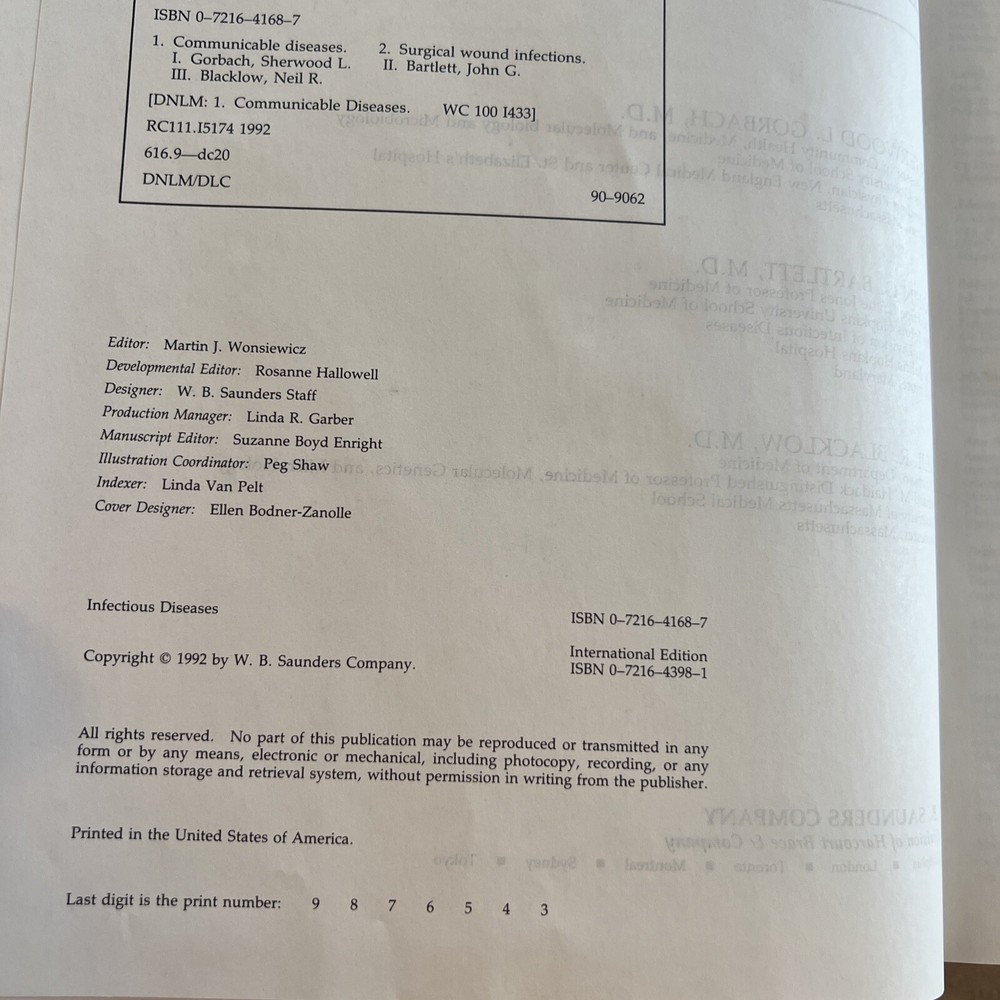 ISBN 0–7216–4168–7
1. Communicable diseases. 2. Surgical wound infections.
I. Gorbach, Sherwood L. II. Bartlett, John G.
III. Blacklow, Neil R.
[DNLM: 1. Communicable Diseases. WC 100 I433]
RC111.I5174 1992
616.9—dc20
DNLM/DLC
90–9062
Editor: Martin J. Wonsiewicz
Developmental Editor: Rosanne Hallowell
Designer: W. B. Saunders Staff
Production Manager: Linda R. Garber
Manuscript Editor: Suzanne Boyd Enright
Illustration Coordinator: Peg Shaw
Indexer: Linda Van Pelt
Cover Designer: Ellen Bodner-Zanolle
Infectious Diseases
ISBN 0–7216–4168–7
Copyright © 1992 by W. B. Saunders Company.
International Edition
ISBN 0–7216–4398–1
All rights reserved. No part of this publication may be reproduced or transmitted in any
form or by any means, electronic or mechanical, including photocopy, recording, or any
information storage and retrieval system, without permission in writing from the publisher.
Printed in the United States of America.
Last digit is the print number: 9 8 7 6 5 4 3